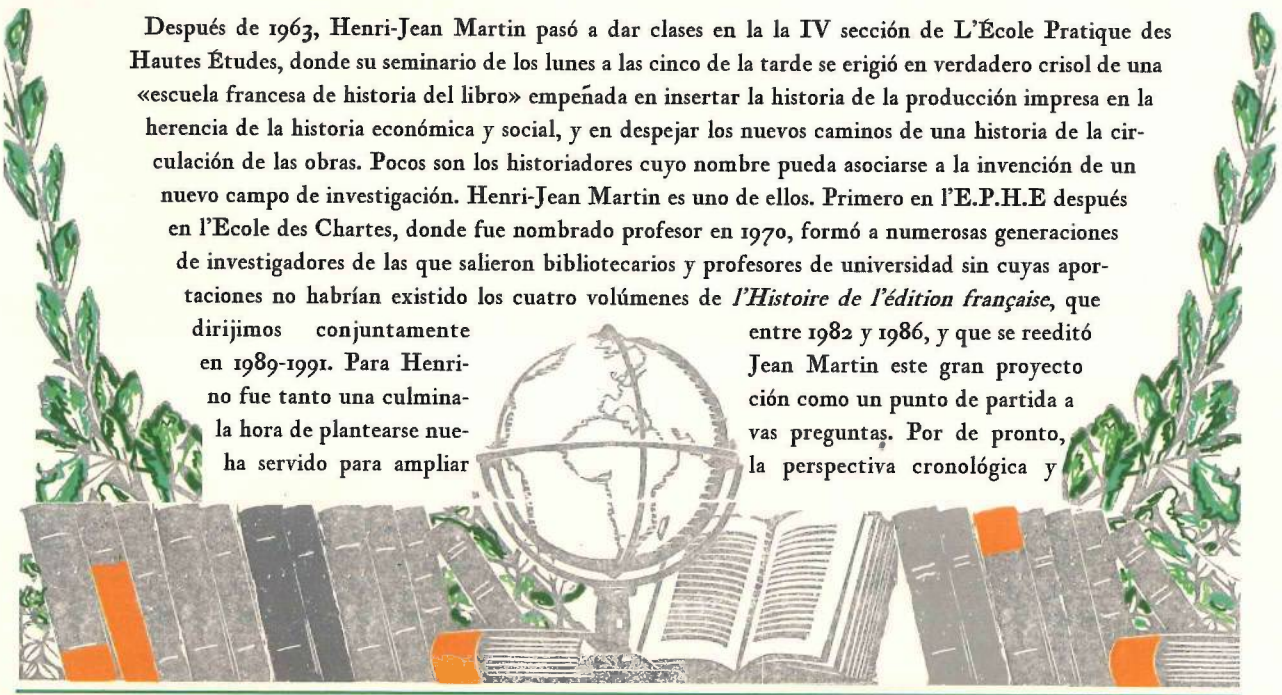 Después de 1963, Henri-Jean Martin pasó a dar clases en la la IV sección de L'École Pratique des
Hautes Études, donde su seminario de los lunes a las cinco de la tarde se erigió en verdadero crisol de una
«escuela francesa de historia del libro» empeñada en insertar la historia de la producción impresa en la
herencia de la historia económica y social, y en despejar los nuevos caminos de una historia de la cir-
culación de las obras. Pocos son los historiadores cuyo nombre pueda asociarse a la invención de un
nuevo campo de investigación. Henri-Jean Martin es uno de ellos. Primero en l'E.P.H.E después
en l'Ecole des Chartes, donde fue nombrado profesor en 1970, formó a numerosas generaciones
de investigadores de las que salieron bibliotecarios y profesores de universidad sin cuyas apor-
taciones no habrían existido los cuatro volúmenes de l'Histoire de l'édition française, que
dirijimos conjuntamente entre 1982 y 1986, y que se reeditó
en 1989-1991. Para Henri- Jean Martin este gran proyecto
no fue tanto una culmina- ción como un punto de partida a
la hora de plantearse nue- vas preguntas. Por de pronto,
ha servido para ampliar la perspectiva cronológica y